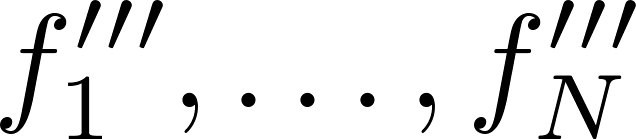 f₁′′′, . . . , f_N′′′